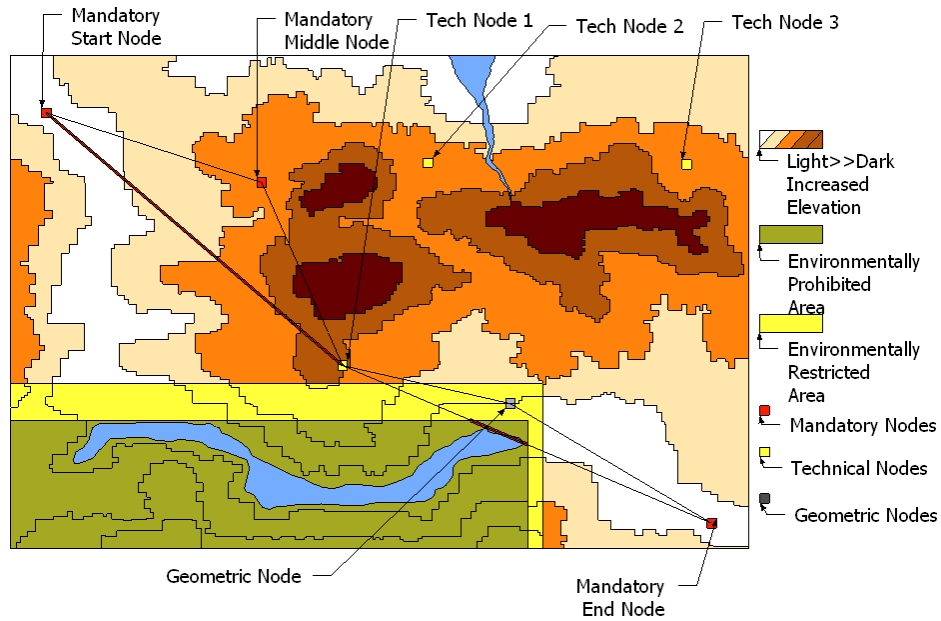 Mandatory
Start Node
Mandatory
Middle Node
Tech Node 1
Tech Node 2
Tech Node 3
Light>>Dark
Increased
Elevation
Environmentally
Prohibited
Area
Environmentally
Restricted
Area
Mandatory Nodes
Technical Nodes
Geometric Nodes
Geometric Node
Mandatory
End Node